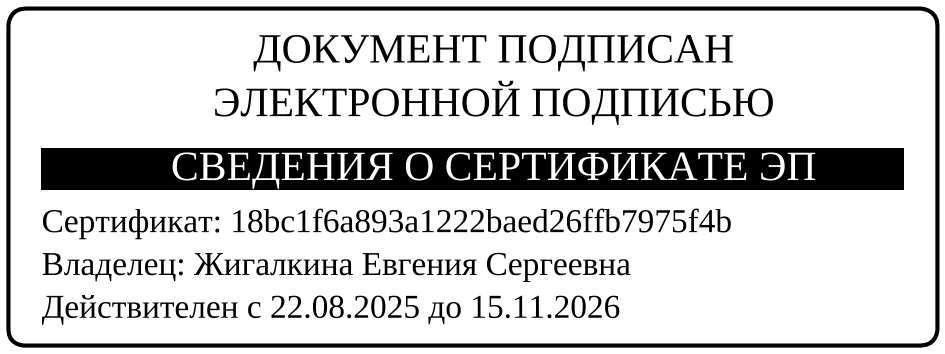 ДОКУМЕНТ ПОДПИСАН
ЭЛЕКТРОННОЙ ПОДПИСЬЮ
СВЕДЕНИЯ О СЕРТИФИКАТЕ ЭП
Сертификат: 18bc1f6a893a1222baed26ffb7975f4b
Владелец: Жигалкина Евгения Сергеевна
Действителен с 22.08.2025 до 15.11.2026